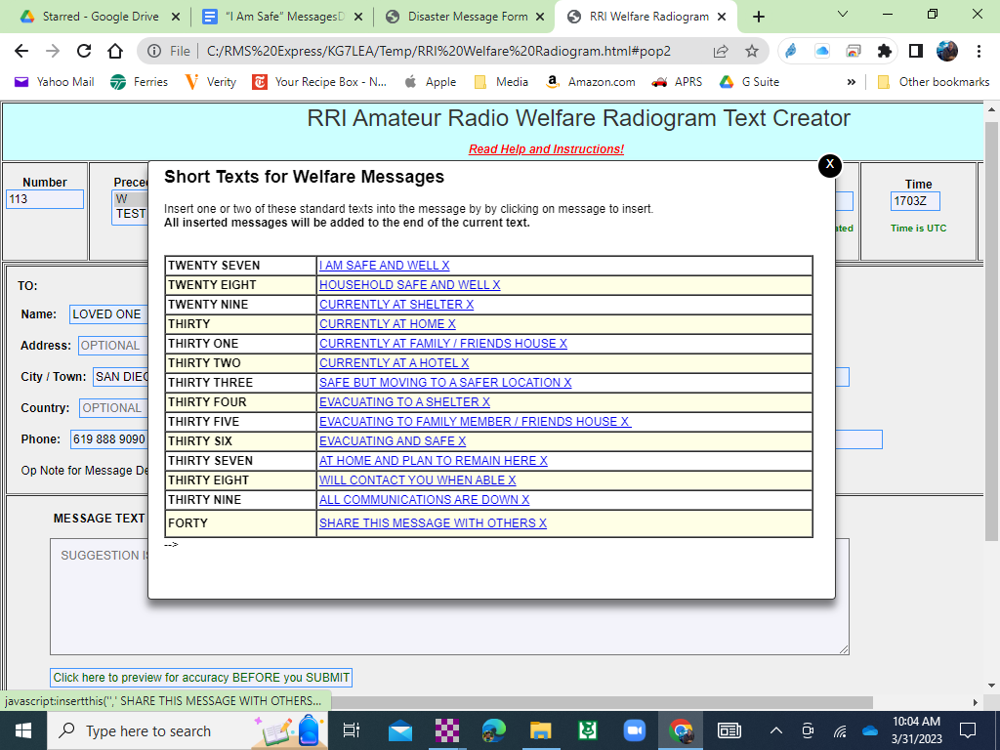 Starred - Google Drive
"I Am Safe" Messages
Disaster Message Form
RRI Welfare Radiogram
File
C:/RMS%20Express/KG7LEA/Temp/RRI%20Welfare%20Radiogram.html#pop2
Yahoo Mail
Ferries
Verity
Your Recipe Box - N...
Apple
Media
Amazon.com
APRS
G Suite
»
Other bookmarks
RRI Amateur Radio Welfare Radiogram Text Creator
Read Help and Instructions!
Number
113
Prece
W
TEST
Time
1703Z
Time is UTC
X
Short Texts for Welfare Messages
Insert one or two of these standard texts into the message by by clicking on message to insert.
All inserted messages will be added to the end of the current text.
TWENTY SEVEN I AM SAFE AND WELL X
TWENTY EIGHT HOUSEHOLD SAFE AND WELL X
TWENTY NINE CURRENTLY AT SHELTER X
THIRTY CURRENTLY AT HOME X
THIRTY ONE CURRENTLY AT FAMILY / FRIENDS HOUSE X
THIRTY TWO CURRENTLY AT A HOTEL X
THIRTY THREE SAFE BUT MOVING TO A SAFER LOCATION X
THIRTY FOUR EVACUATING TO A SHELTER X
THIRTY FIVE EVACUATING TO FAMILY MEMBER / FRIENDS HOUSE X
THIRTY SIX EVACUATING AND SAFE X
THIRTY SEVEN AT HOME AND PLAN TO REMAIN HERE X
THIRTY EIGHT WILL CONTACT YOU WHEN ABLE X
THIRTY NINE ALL COMMUNICATIONS ARE DOWN X
FORTY SHARE THIS MESSAGE WITH OTHERS X
-->
TO:
Name: LOVED ONE
Address: OPTIONAL
City / Town: SAN DIEG
Country: OPTIONAL
Phone: 619 888 9090
Op Note for Message De
MESSAGE TEXT
SUGGESTION IS
Click here to preview for accuracy BEFORE you SUBMIT
javascript:insertthis('',' SHARE THIS MESSAGE WITH OTHERS...
Type here to search
10:04 AM
3/31/2023